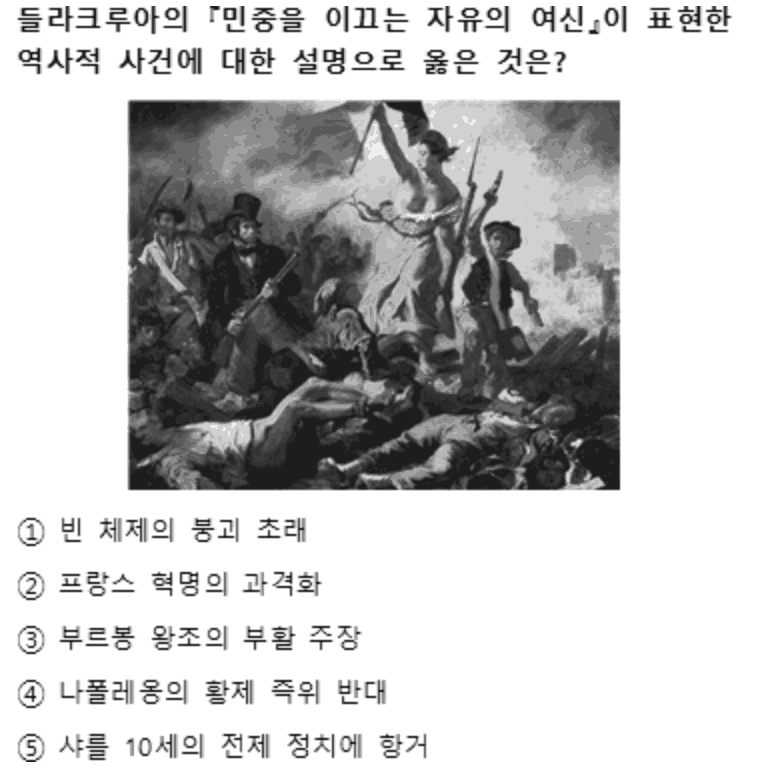 들라크루아의 『민중을 이끄는 자유의 여신』이 표현한
역사적 사건에 대한 설명으로 옳은 것은?
① 빈 체제의 붕괴 초래
② 프랑스 혁명의 과격화
③ 부르봉 왕조의 부활 주장
④ 나폴레옹의 황제 즉위 반대
⑤ 샤를 10세의 전제 정치에 항거